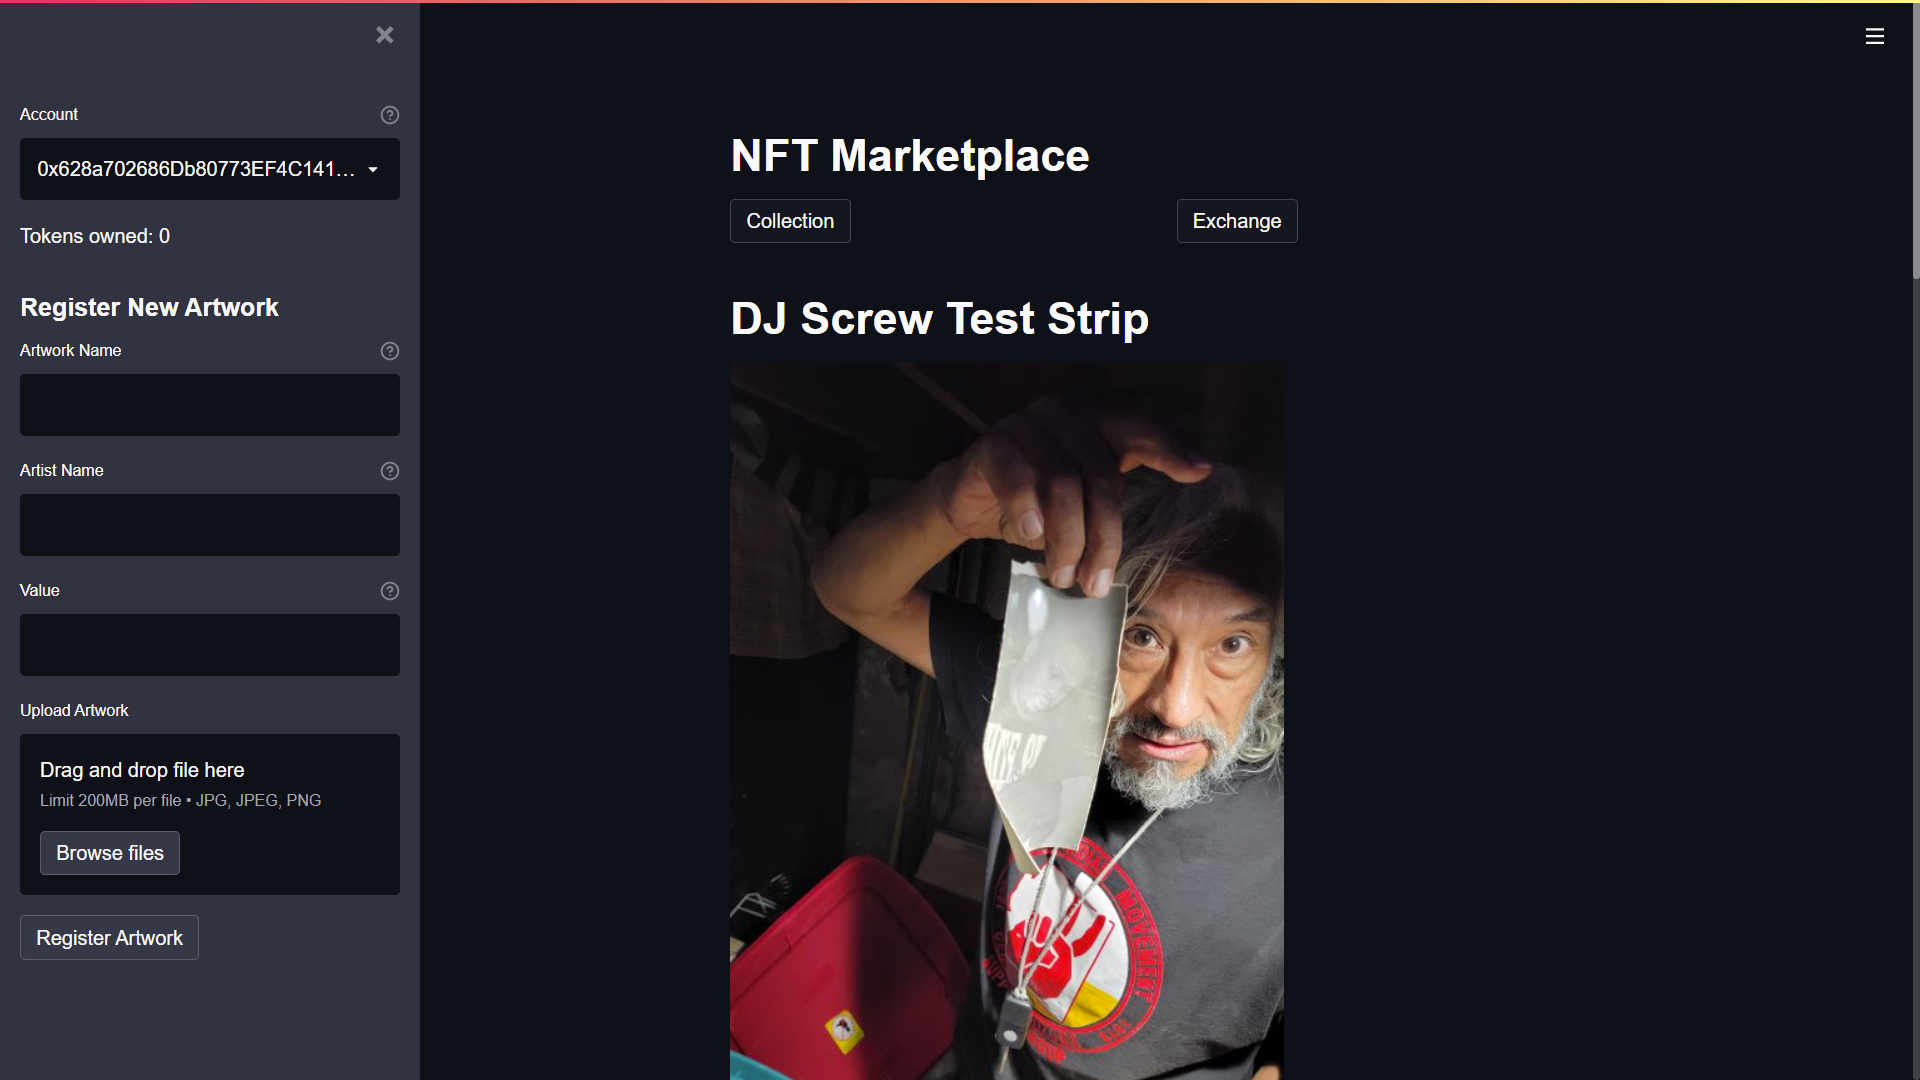 Account
0x628a702686Db80773EF4C141...
Tokens owned: 0
Register New Artwork
Artwork Name
Artist Name
Value
Upload Artwork
Drag and drop file here
Limit 200MB per file • JPG, JPEG, PNG
Browse files
Register Artwork
NFT Marketplace
Collection
Exchange
DJ Screw Test Strip
MOVEMENT